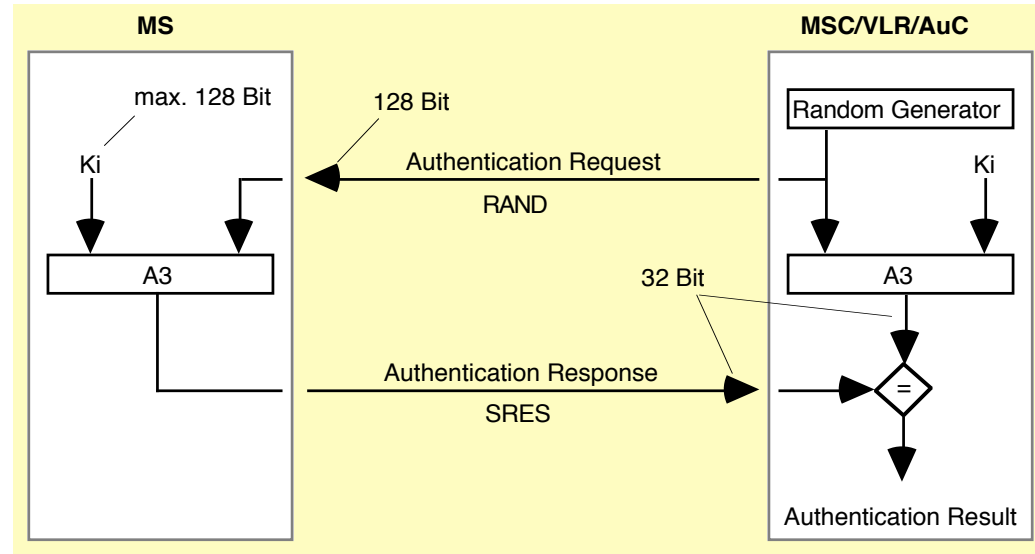 MS
MSC/VLR/AuC
max. 128 Bit
128 Bit
Random Generator
Ki
Authentication Request
Ki
RAND
A3
32 Bit
A3
Authentication Response
=
SRES
Authentication Result